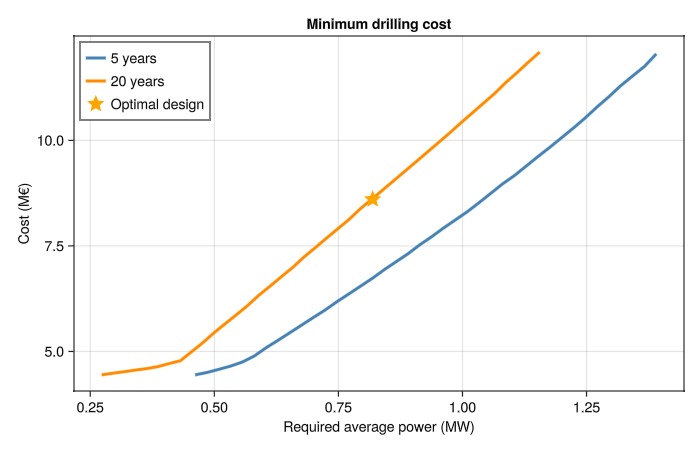 Minimum drilling cost
5 years
20 years
Optimal design
10.0
7.5
5.0
Cost (M€)
0.25
0.50
0.75
1.00
1.25
Required average power (MW)